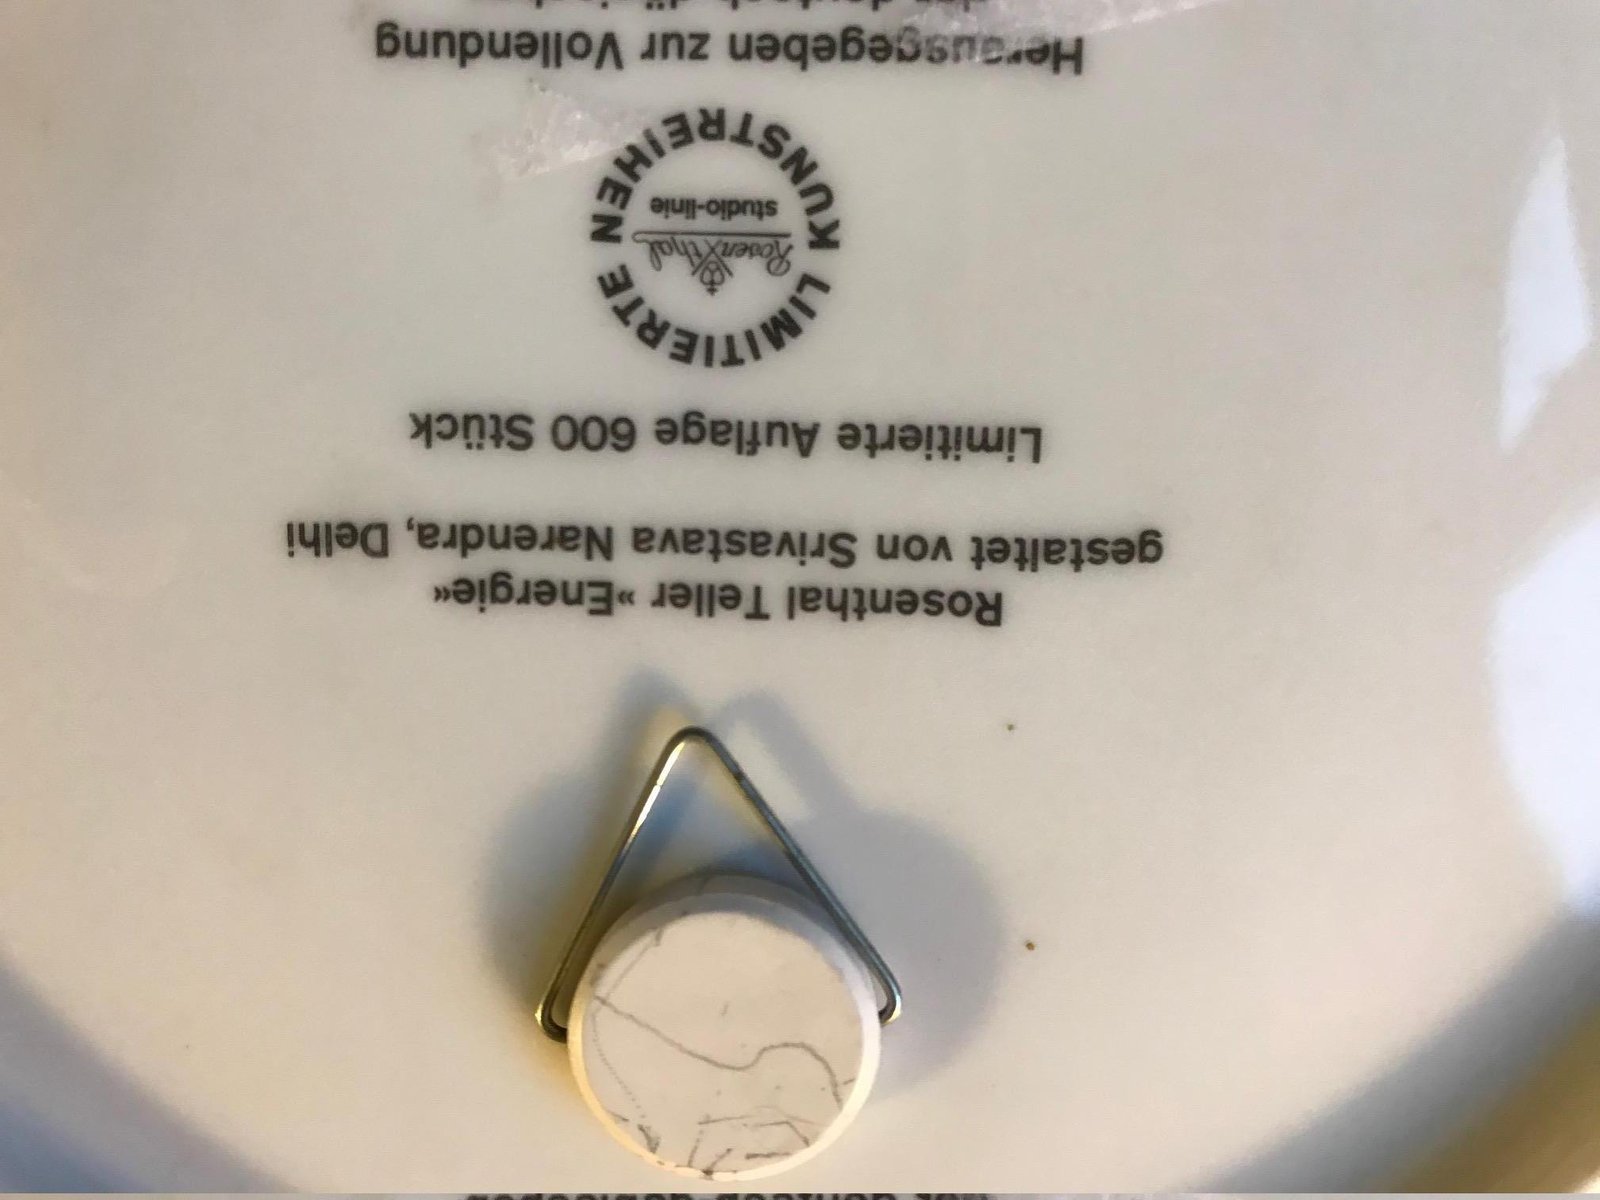 Rosenthal Teller »Energie«
gestaltet von Srivastava Narendra, Delhi
Limitierte Auflage 600 Stück
LIMITIERTE KUNSTREIHEN
Rosenthal
studio-linie
Herausgegeben zur Vollendung